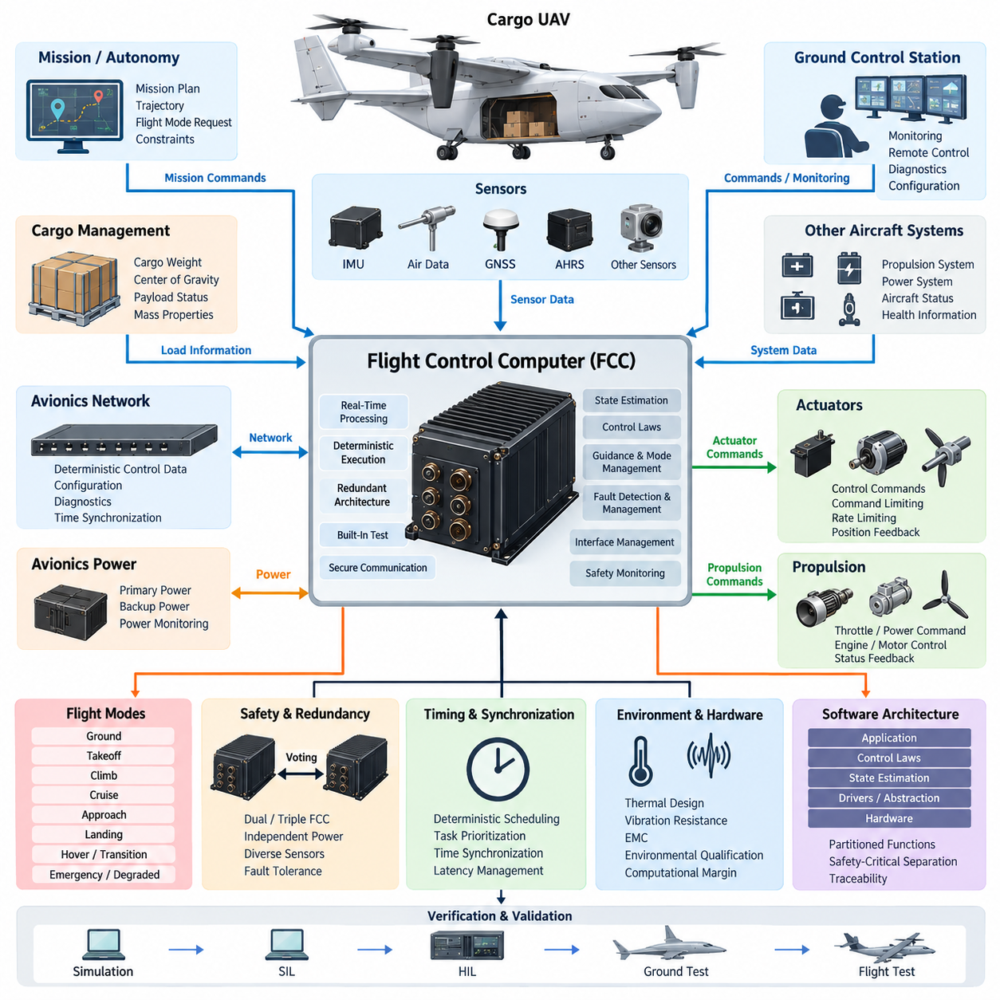 Cargo UAV
Mission / Autonomy
Mission Plan
Trajectory
Flight Mode Request
Constraints
Ground Control Station
Monitoring
Remote Control
Diagnostics
Configuration
Mission Commands
Commands / Monitoring
Sensors
IMU
Air Data
GNSS
AHRS
Other Sensors
Sensor Data
Cargo Management
Cargo Weight
Center of Gravity
Payload Status
Mass Properties
Load Information
Other Aircraft Systems
Propulsion System
Power System
Aircraft Status
Health Information
System Data
Flight Control Computer (FCC)
Real-Time
Processing
Deterministic
Execution
Redundant
Architecture
Built-In Test
Secure Communication
State Estimation
Control Laws
Guidance & Mode
Management
Fault Detection &
Management
Interface Management
Safety Monitoring
Avionics Network
Deterministic Control Data
Configuration
Diagnostics
Time Synchronization
Network
Avionics Power
Primary Power
Backup Power
Power Monitoring
Power
Actuator
Commands
Actuators
Control Commands
Command Limiting
Rate Limiting
Position Feedback
Propulsion
Commands
Propulsion
Throttle / Power Command
Engine / Motor Control
Status Feedback
Flight Modes
Ground
Takeoff
Climb
Cruise
Approach
Landing
Hover / Transition
Emergency / Degraded
Safety & Redundancy
Voting
Dual / Triple FCC
Independent Power
Diverse Sensors
Fault Tolerance
Timing & Synchronization
Deterministic Scheduling
Task Prioritization
Time Synchronization
Latency Management
Environment & Hardware
Thermal Design
Vibration Resistance
EMC
Environmental Qualification
Computational Margin
Software Architecture
Application
Control Laws
State Estimation
Drivers / Abstraction
Hardware
Partitioned Functions
Safety-Critical Separation
Traceability
Verification & Validation
Simulation
SIL
HIL
Ground Test
Flight Test